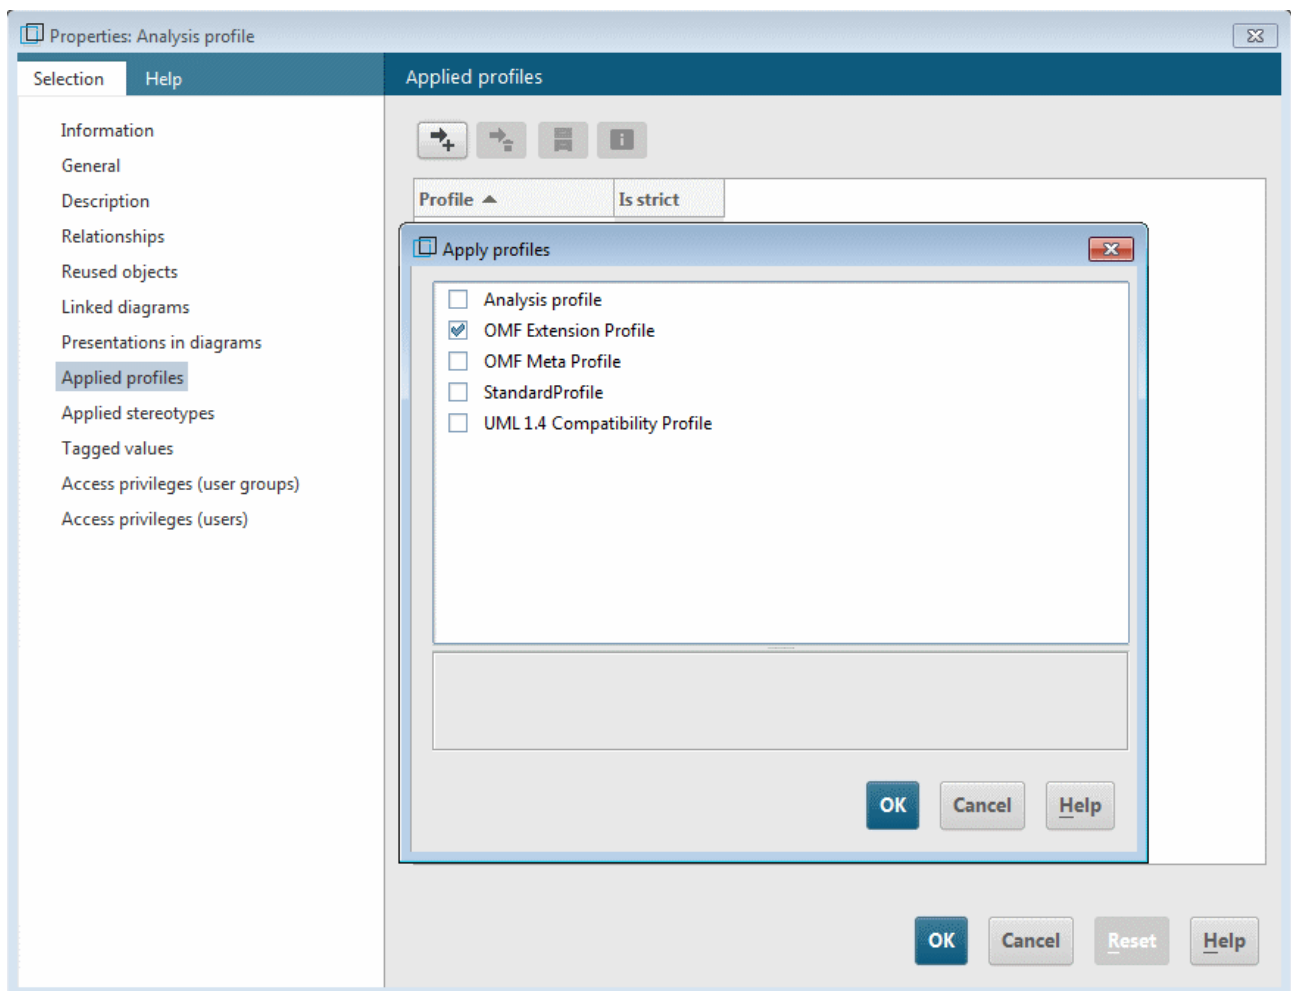 Properties: Analysis profile
Selection Help
Applied profiles
Information
General
Description
Relationships
Reused objects
Linked diagrams
Presentations in diagrams
Applied profiles
Applied stereotypes
Tagged values
Access privileges (user groups)
Access privileges (users)
Profile Is strict
Apply profiles
Analysis profile
OMF Extension Profile
OMF Meta Profile
StandardProfile
UML 1.4 Compatibility Profile
OK Cancel Help
OK Cancel Reset Help